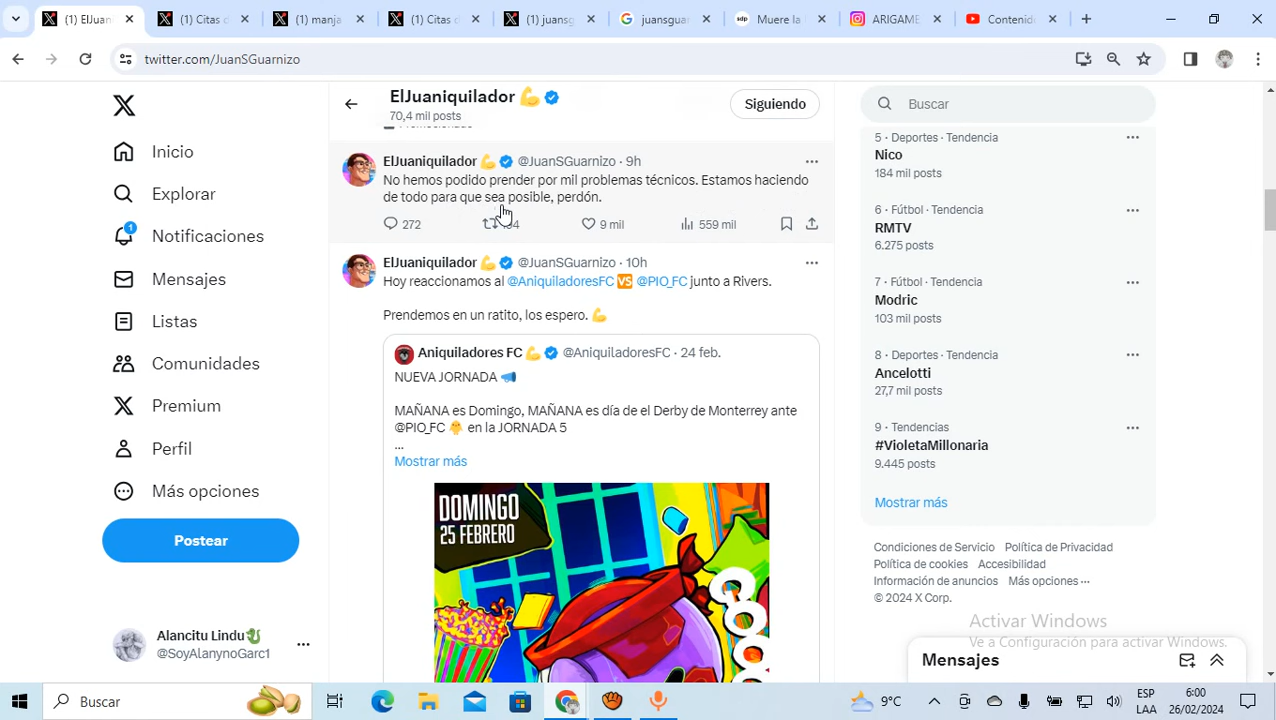 ElJuani
Citas d
manja
Citas d
juansg
juansgua
sdp Muere la
ARIGAME
Conteni
twitter.com/JuanSGuarnizo
ElJuaniquilador 💪
70,4 mil posts
Siguiendo
Buscar
Inicio
Explorar
1
Notificaciones
Mensajes
Listas
Comunidades
Premium
Perfil
Más opciones
Postear
Alancitu Lindu🐉
@SoyAlanynoGarc1
Promocionado
ElJuaniquilador 💪 @JuanSGuarnizo · 9h
No hemos podido prender por mil problemas técnicos. Estamos haciendo
de todo para que sea posible, perdón.
272 9 mil 559 mil
ElJuaniquilador 💪 @JuanSGuarnizo · 10h
Hoy reaccionamos al @AniquiladoresFC 🆚 @PIO_FC junto a Rivers.
Prendemos en un ratito, los espero. 💪
Aniquiladores FC 💪 @AniquiladoresFC · 24 feb.
NUEVA JORNADA 📣
MAÑANA es Domingo, MAÑANA es día de el Derby de Monterrey ante
@PIO_FC 🐥 en la JORNADA 5
...
Mostrar más
DOMINGO
25 FEBRERO
5 · Deportes · Tendencia
Nico
184 mil posts
6 · Fútbol · Tendencia
RMTV
6.275 posts
7 · Fútbol · Tendencia
Modric
103 mil posts
8 · Deportes · Tendencia
Ancelotti
27,7 mil posts
9 · Tendencias
#VioletaMillonaria
9.445 posts
Mostrar más
Condiciones de Servicio Política de Privacidad
Política de cookies Accesibilidad
Información de anuncios Más opciones ···
© 2024 X Corp.
Activar Windows
Ve a Configuración para activar Windows.
Mensajes
Buscar
9°C
ESP
LAA
6:00
26/02/2024